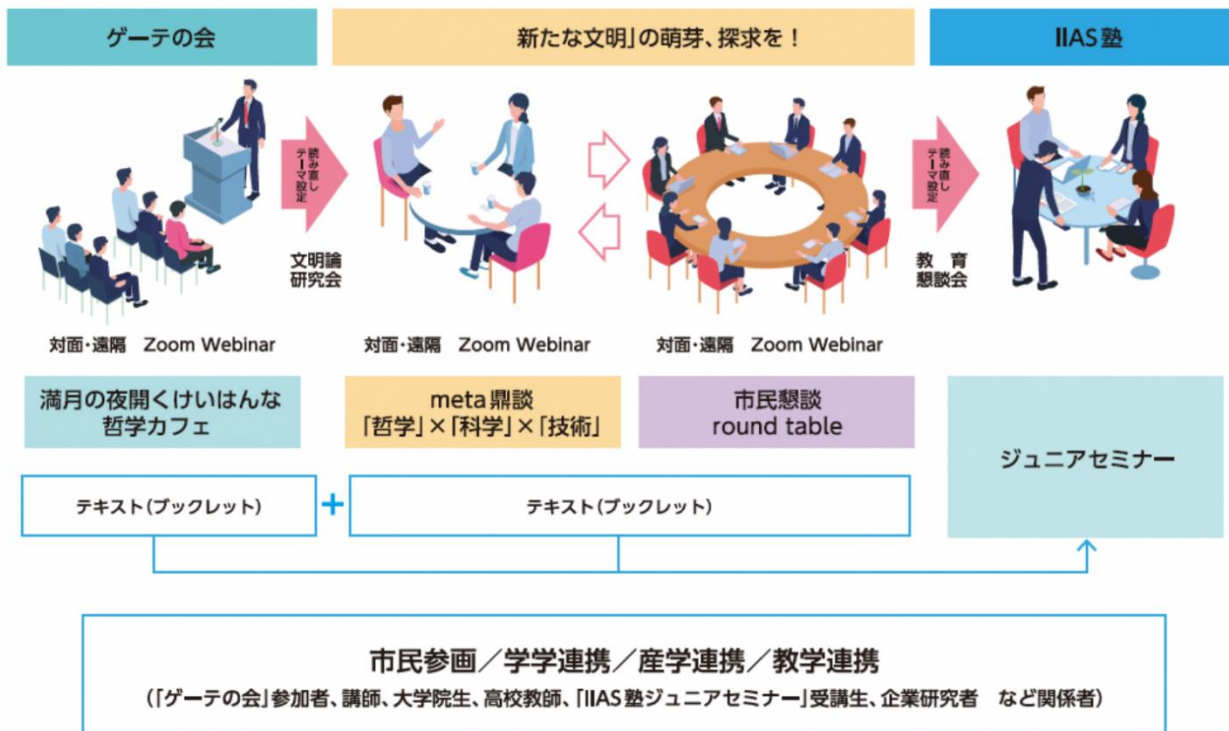 ゲーテの会
新たな文明」の萌芽、探求を！
IIAS塾
読み直し
テーマ設定
文明論
研究会
読み直し
テーマ設定
教　育
懇談会
対面・遠隔　Zoom Webinar
対面・遠隔　Zoom Webinar
対面・遠隔　Zoom Webinar
満月の夜開くけいはんな
哲学カフェ
meta鼎談
「哲学」×「科学」×「技術」
市民懇談
round table
ジュニアセミナー
テキスト（ブックレット）
+
テキスト（ブックレット）
市民参画／学学連携／産学連携／教学連携
（「ゲーテの会」参加者、講師、大学院生、高校教師、「IIAS塾ジュニアセミナー」受講生、企業研究者　など関係者）